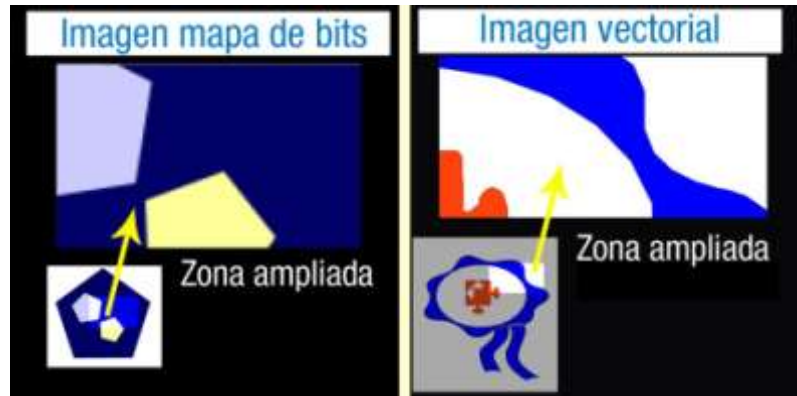 Imagen mapa de bits
Zona ampliada
Imagen vectorial
Zona ampliada